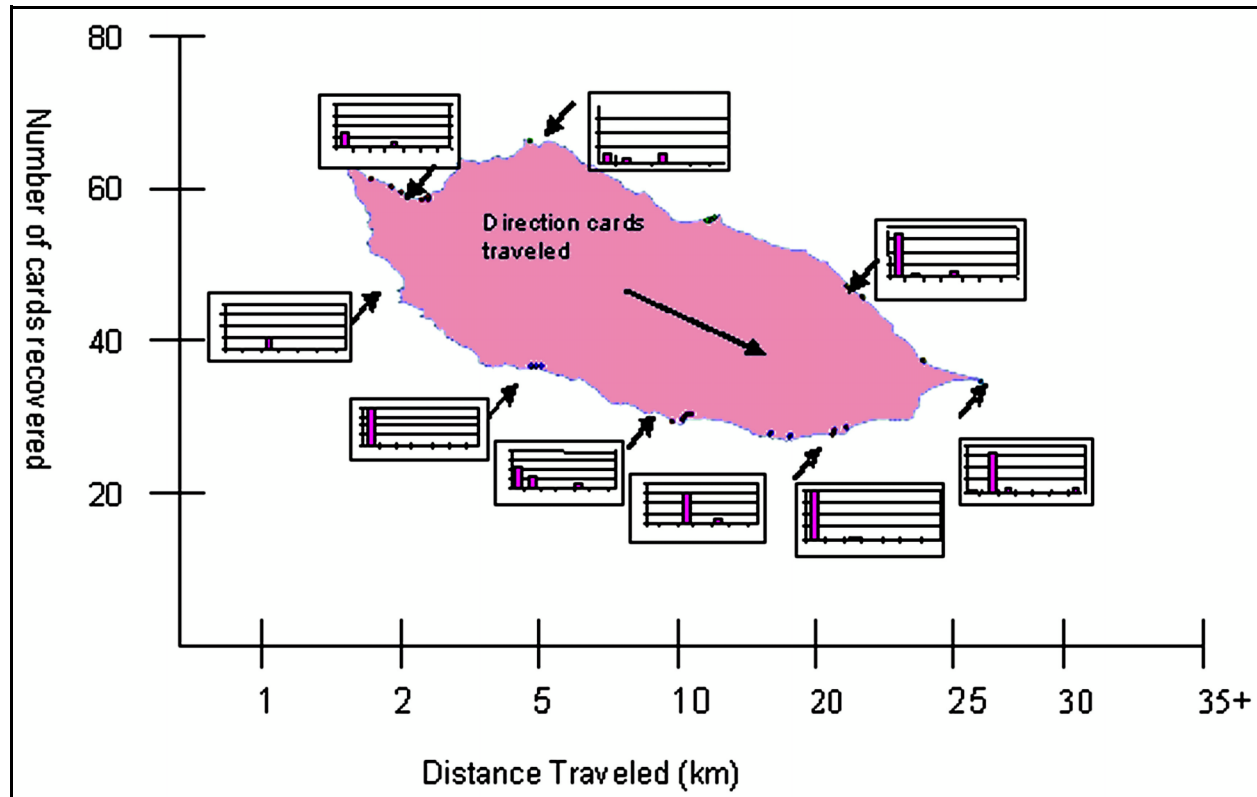 Number of cards recovered
80
60
40
20
Direction cards
traveled
1 2 5 10 20 25 30 35+
Distance Traveled (km)